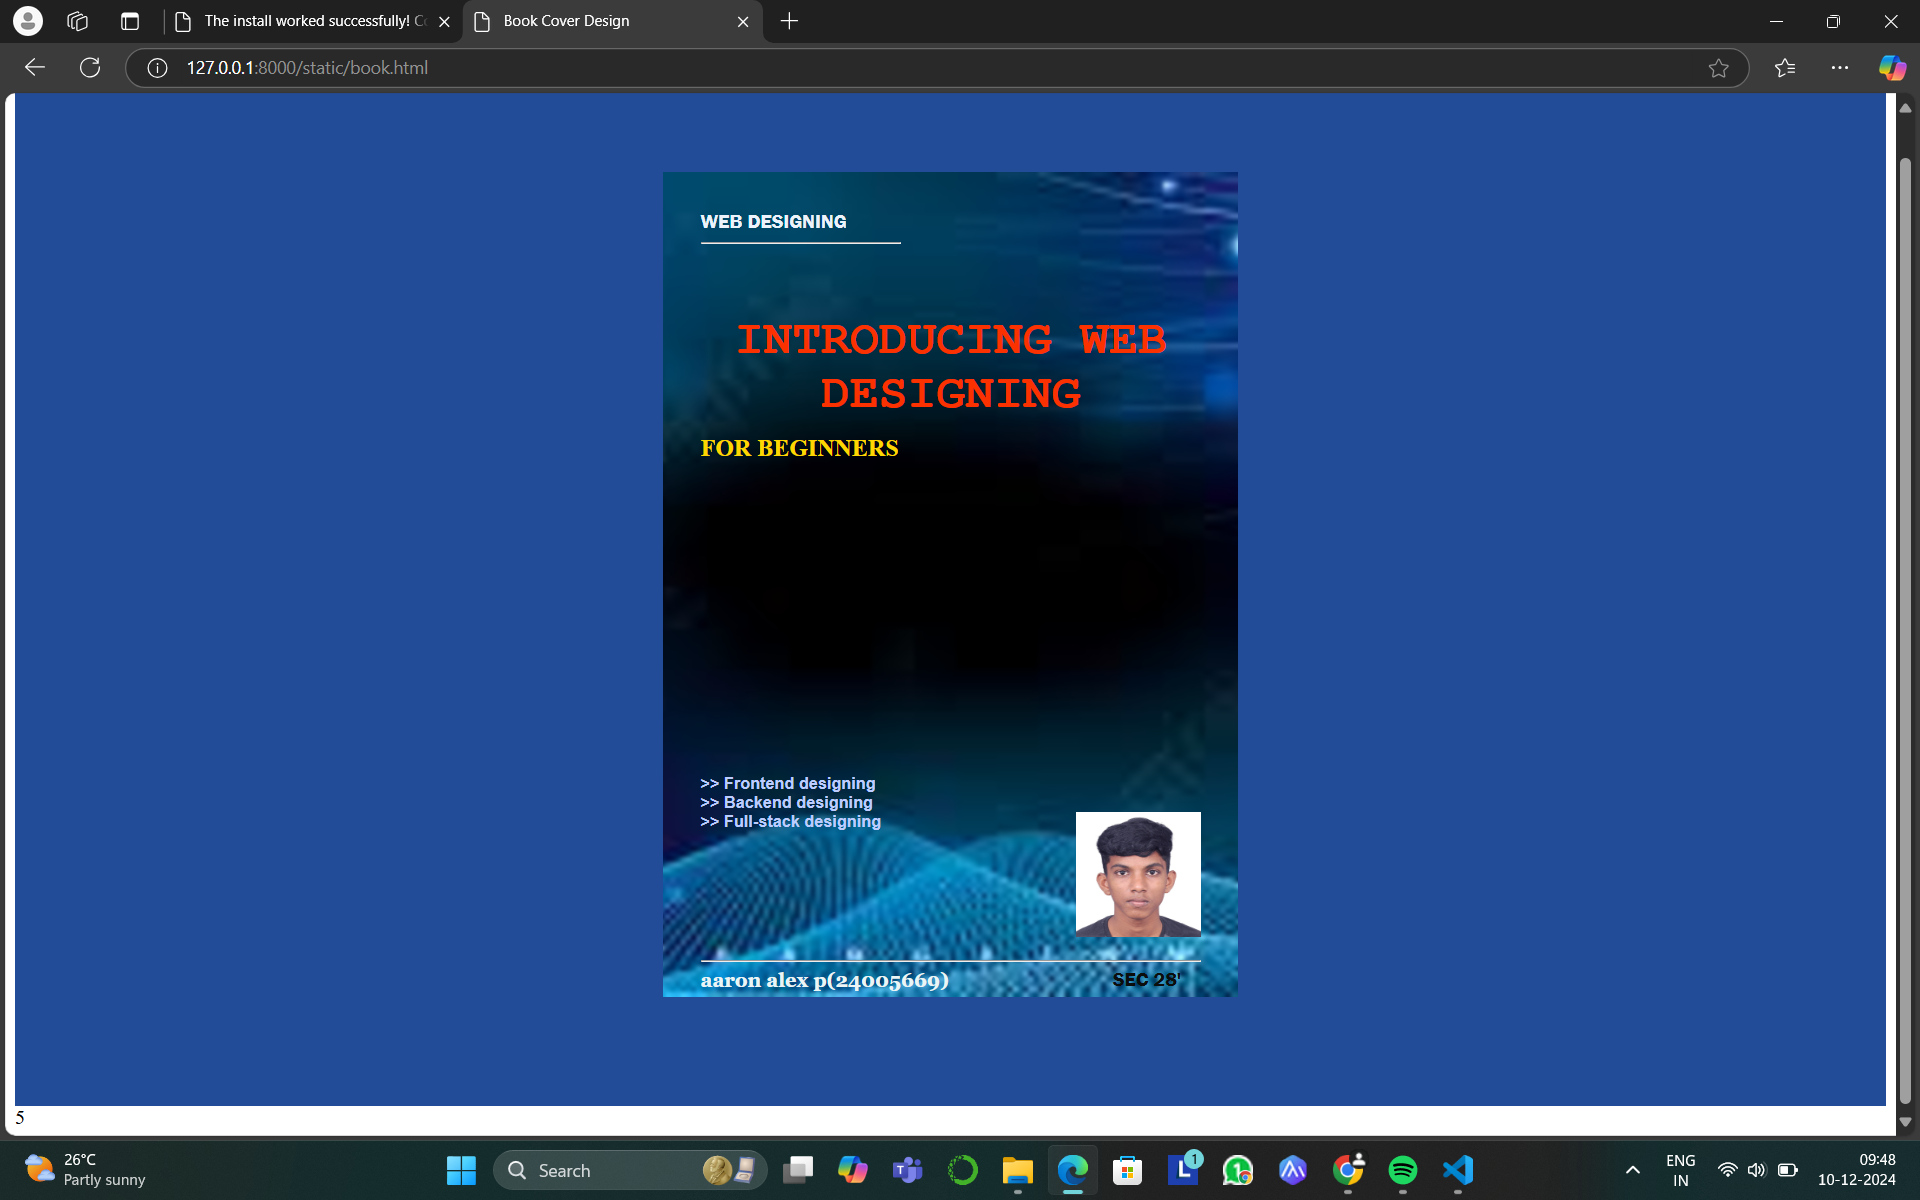 The install worked successfully! C
Book Cover Design
127.0.0.1:8000/static/book.html
WEB DESIGNING
INTRODUCING WEB
DESIGNING
FOR BEGINNERS
>> Frontend designing
>> Backend designing
>> Full-stack designing
aaron alex p(24005669)
SEC 28'
5
26°C
Partly sunny
Search
1
ENG
IN
09:48
10-12-2024